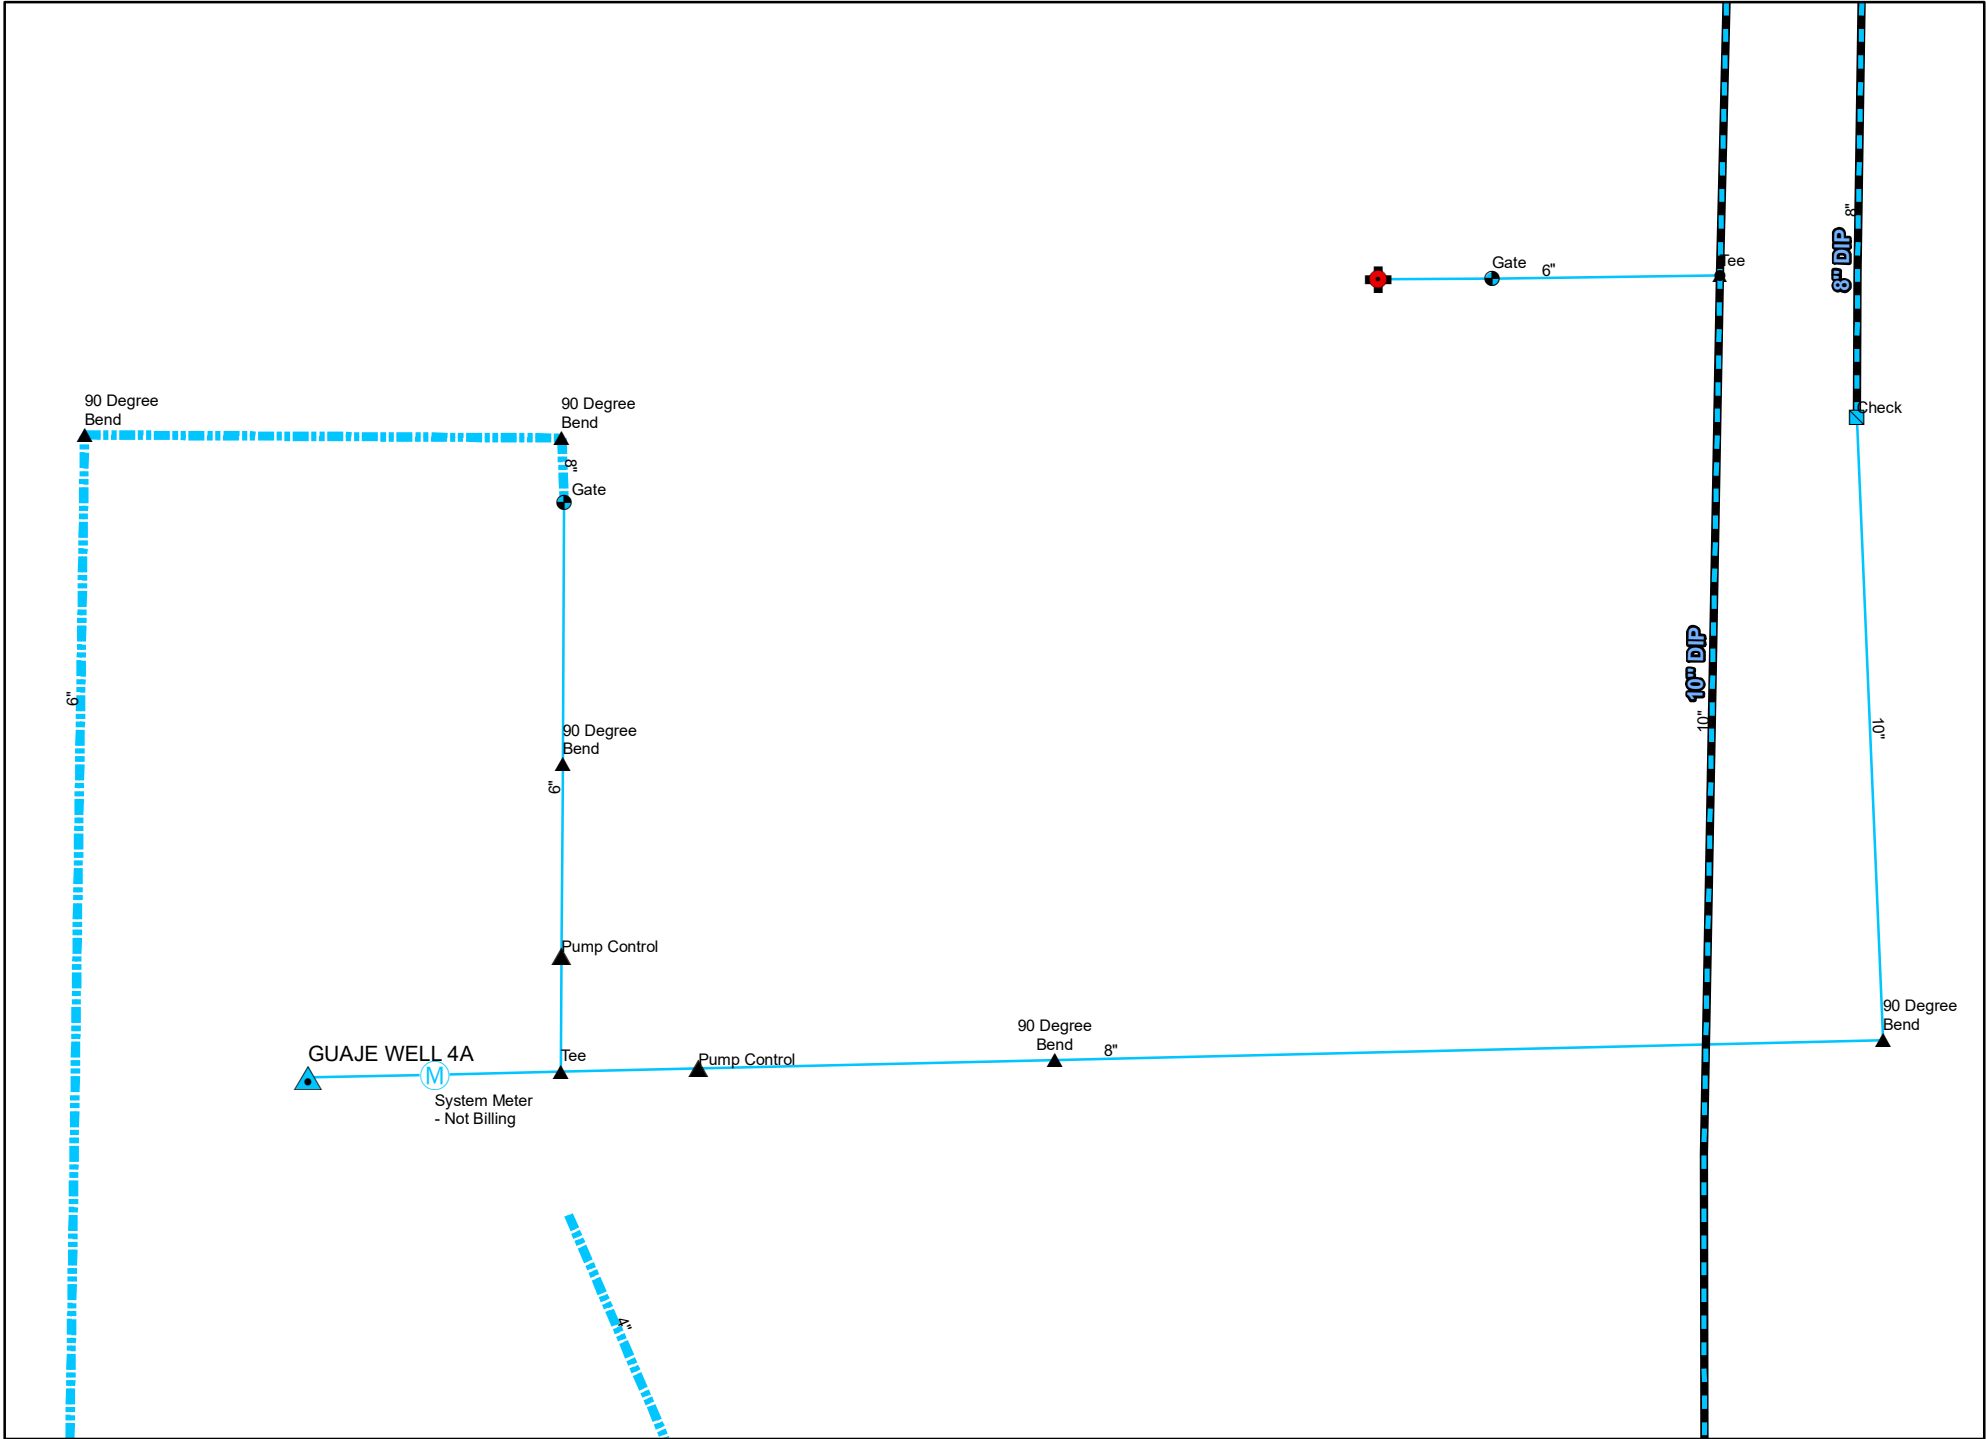 8"
8" DIP
Gate
6"
Tee
90 Degree
Bend
90 Degree
Bend
Check
8"
Gate
6"
10" DIP
10"
10"
90 Degree
Bend
6"
Pump Control
90 Degree
Bend
90 Degree
Bend
8"
GUAJE WELL 4A
M
Tee
Pump Control
System Meter
- Not Billing
4"